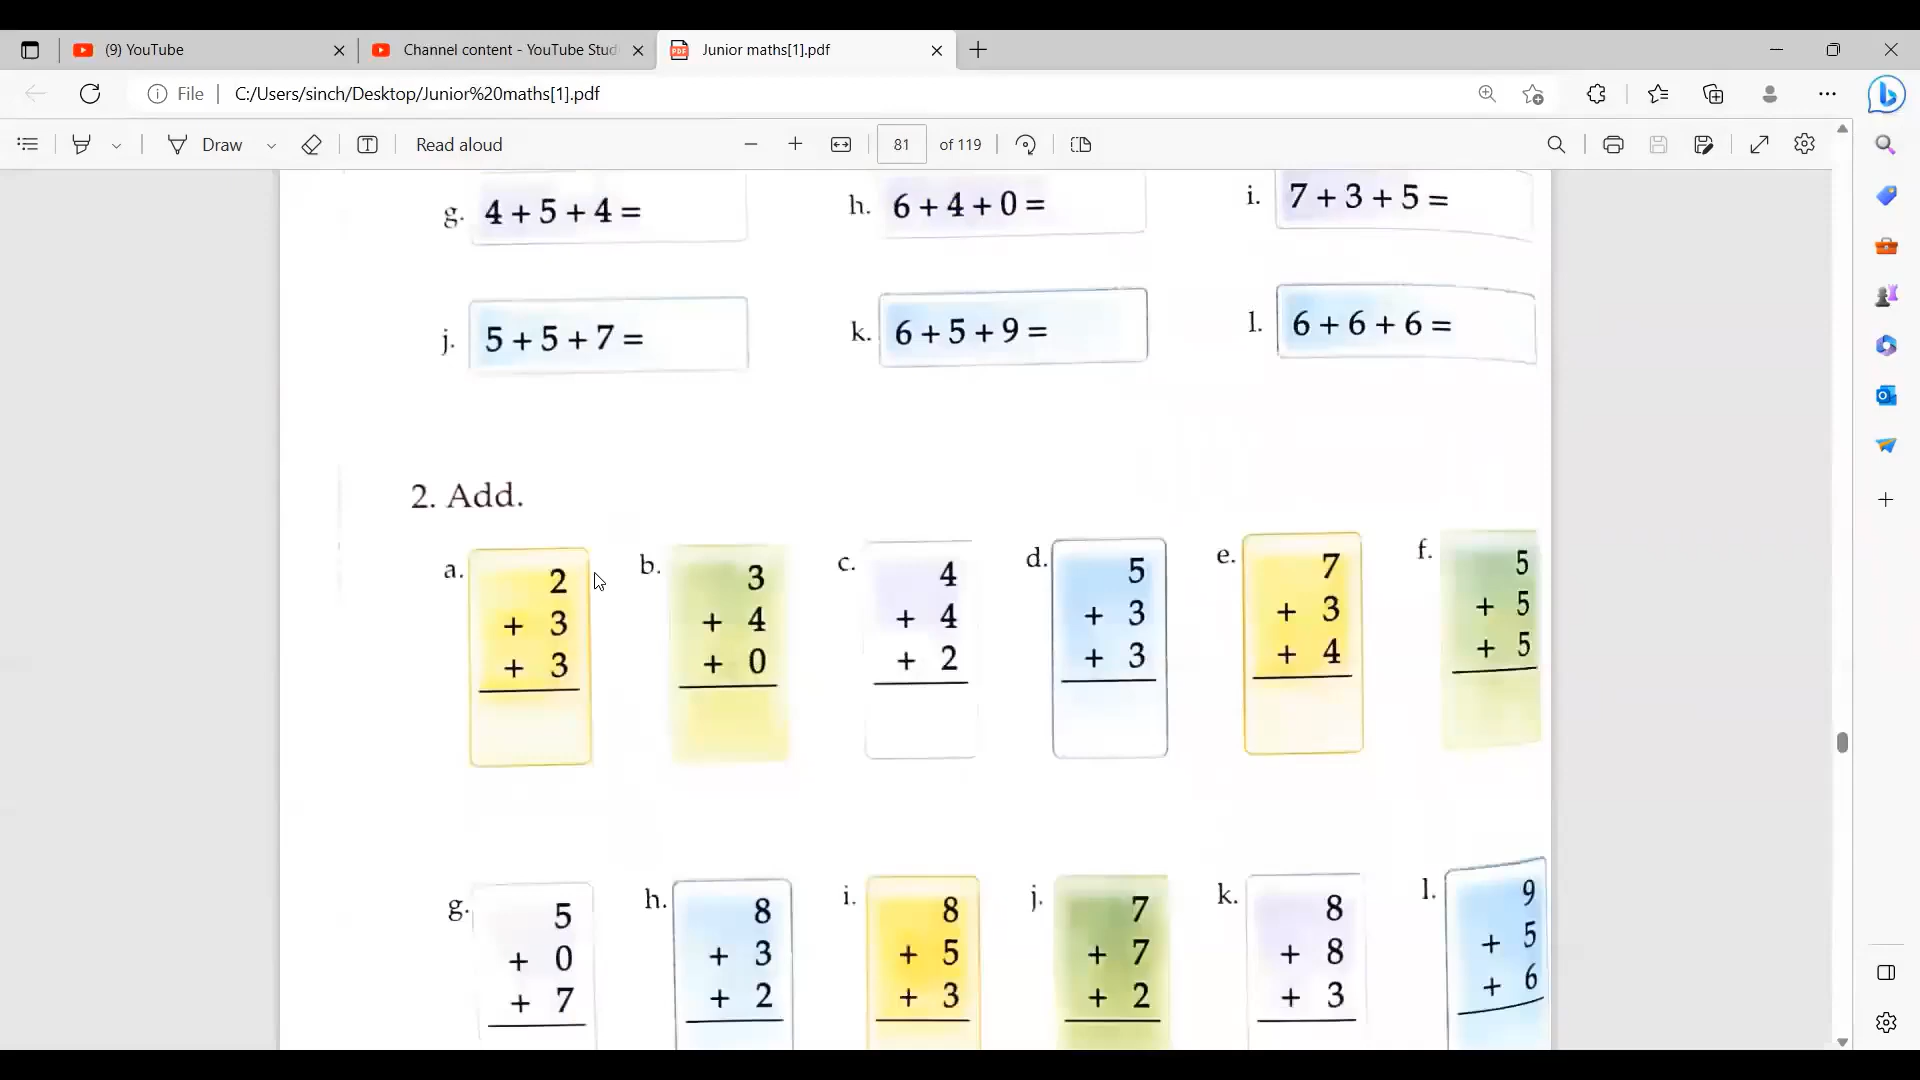 (9) YouTube
Channel content - YouTube Stud
Junior maths[1].pdf
File
C:/Users/sinch/Desktop/Junior%20maths[1].pdf
Draw
Read aloud
81 of 119
g. 4 + 5 + 4 =
h. 6 + 4 + 0 =
i. 7 + 3 + 5 =
j. 5 + 5 + 7 =
k. 6 + 5 + 9 =
l. 6 + 6 + 6 =
2. Add.
a. 2
+ 3
+ 3
b. 3
+ 4
+ 0
c. 4
+ 4
+ 2
d. 5
+ 3
+ 3
e. 7
+ 3
+ 4
f. 5
+ 5
+ 5
g. 5
+ 0
+ 7
h. 8
+ 3
+ 2
i. 8
+ 5
+ 3
j. 7
+ 7
+ 2
k. 8
+ 8
+ 3
l. 9
+ 5
+ 6